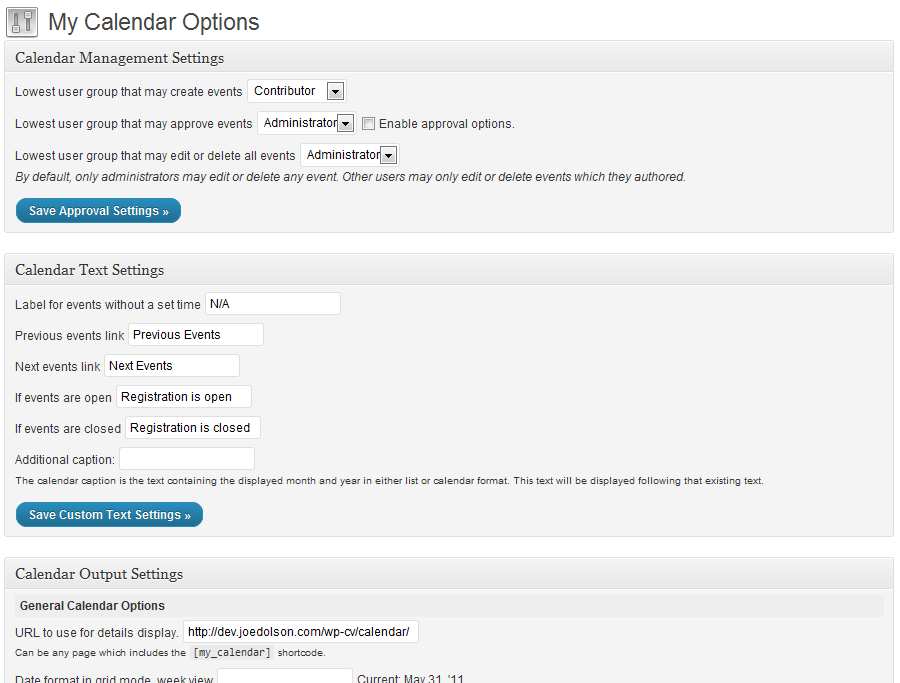 My Calendar Options
Calendar Management Settings
Lowest user group that may create events Contributor
Lowest user group that may approve events Administrator Enable approval options.
Lowest user group that may edit or delete all events Administrator
By default, only administrators may edit or delete any event. Other users may only edit or delete events which they authored.
Save Approval Settings »
Calendar Text Settings
Label for events without a set time N/A
Previous events link Previous Events
Next events link Next Events
If events are open Registration is open
If events are closed Registration is closed
Additional caption:
The calendar caption is the text containing the displayed month and year in either list or calendar format. This text will be displayed following that existing text.
Save Custom Text Settings »
Calendar Output Settings
General Calendar Options
URL to use for details display. http://dev.joedolson.com/wp-cv/calendar/
Can be any page which includes the [my_calendar] shortcode.
Date format in grid mode, week view Current: May 31, '11